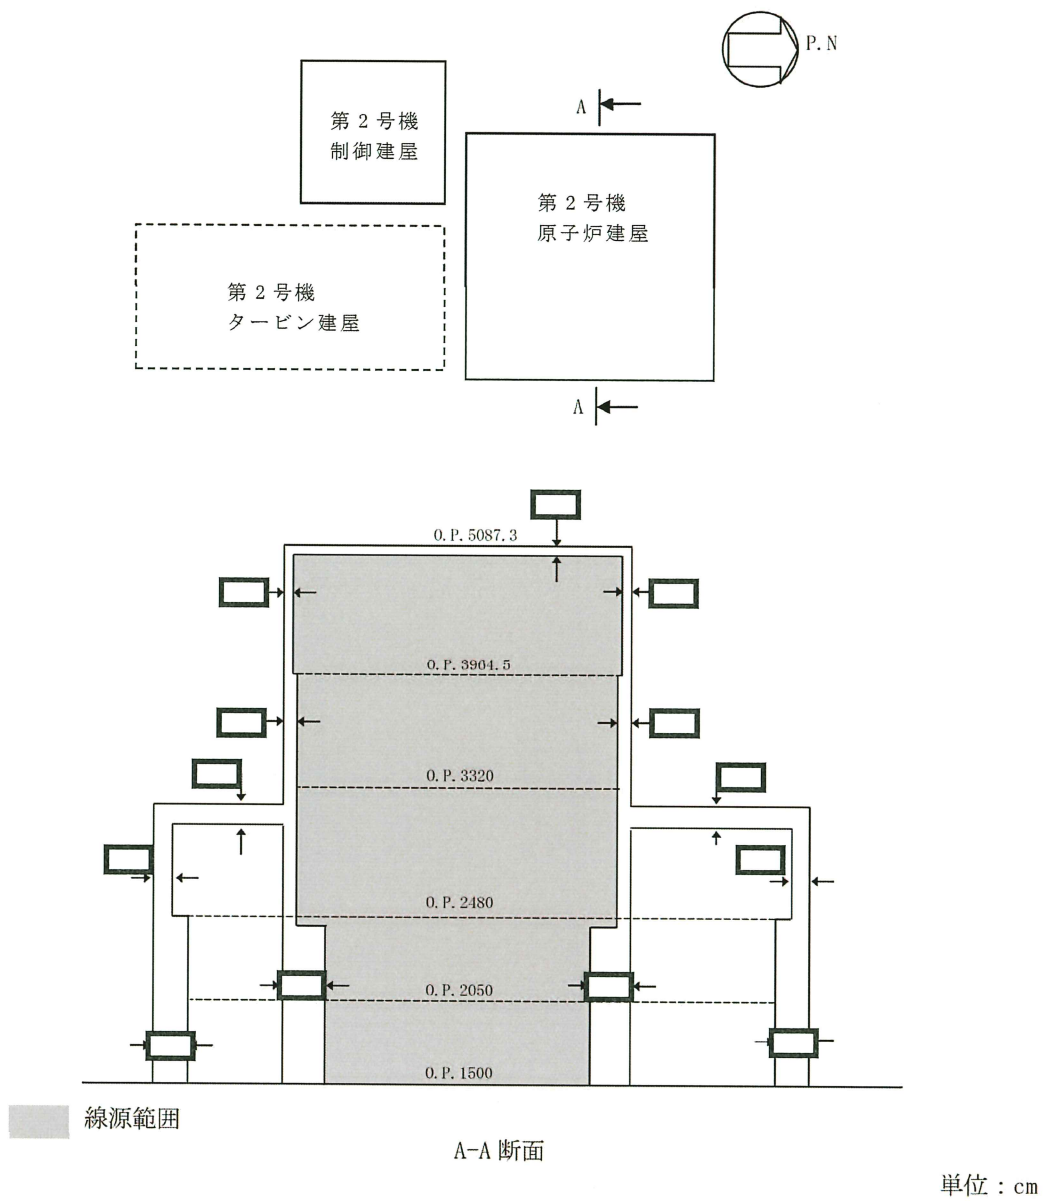 P.N
A
第2号機
制御建屋
第2号機
原子炉建屋
第2号機
タービン建屋
A
O.P.5087.3
O.P.3904.5
O.P.3320
O.P.2480
O.P.2050
O.P.1500
線源範囲
A-A 断面
単位：cm